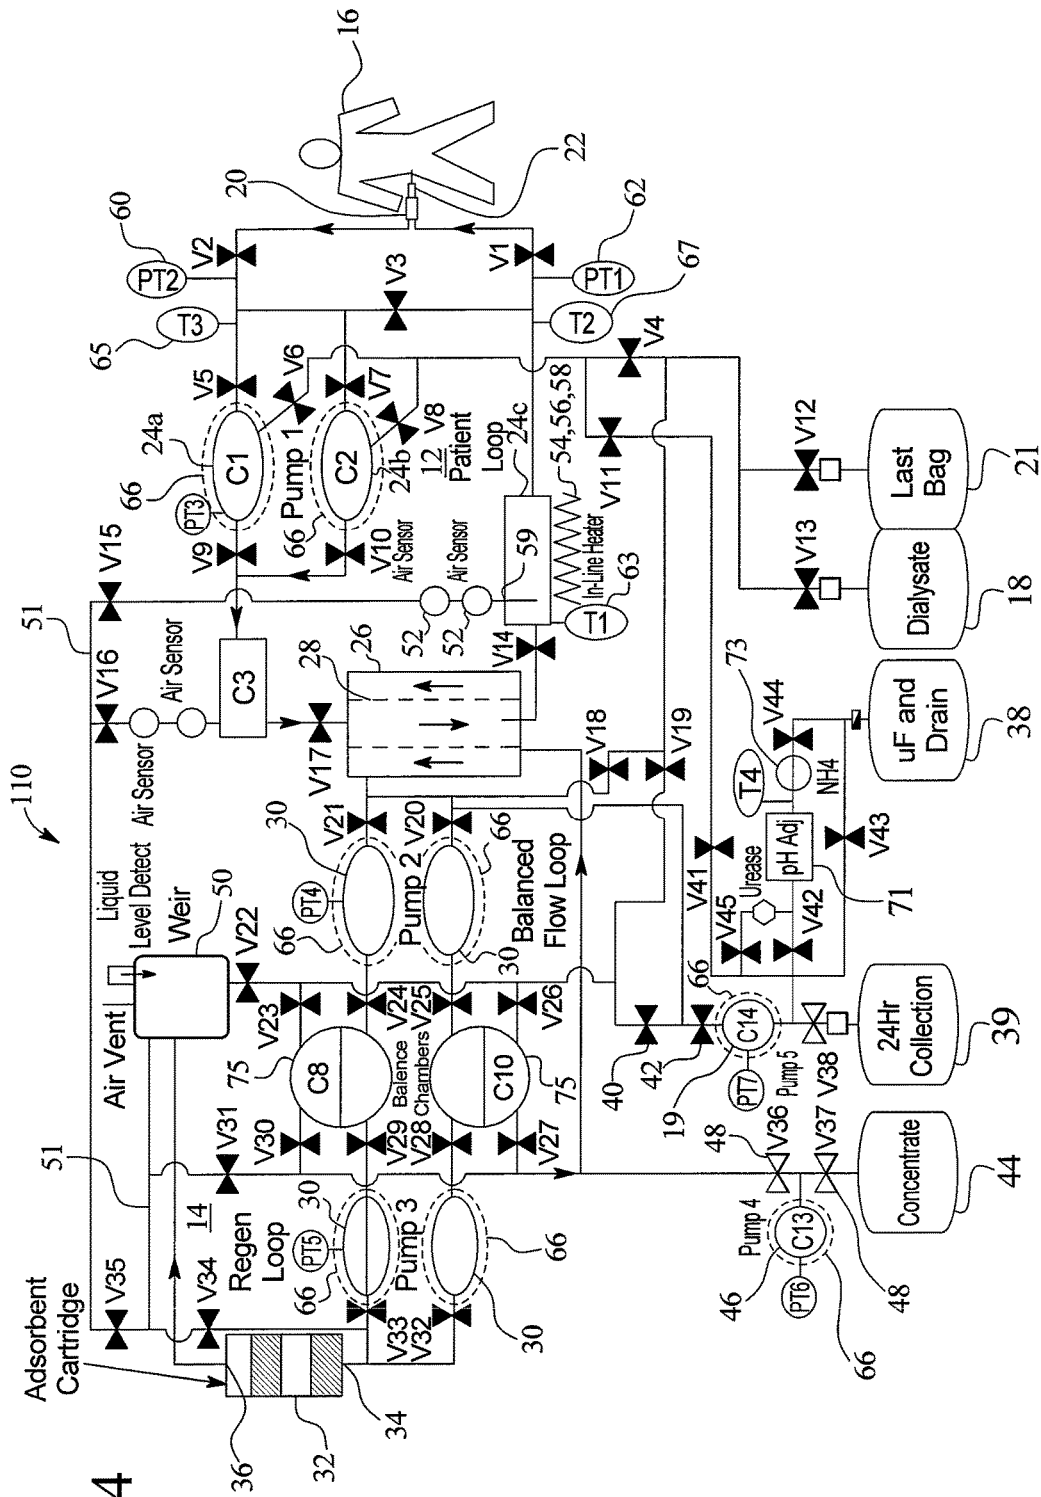 4
110
Adsorbent
Cartridge
51
51
V35
V16
V15
Air Vent
Liquid
Level Detect
Air Sensor
Air Sensor
Weir
50
60
65
PT2
V2
T3
20
16
V34
14
V31
V22
C3
66
24a
PT3
V9
V5
C1
36
Regen
Loop
V30
75
V23
V17
Pump 1
V6
32
34
PT5
30
66
C8
66
PT4
30
V21
28
26
66
C2
V10
V7
24b
V33
Pump 3
V29
Balence
Chambers
V24
Pump 2
Air Sensor
52
V3
V32
V28
V25
V20
66
52
Air Sensor
12
Patient
Loop
V8
30
66
C10
75
30
V27
V26
Balanced
Flow Loop
V14
59
24c
V1
22
T1
63
In-Line Heater
54,56,58
T2
67
PT1
62
V18
V11
V4
40
42
V19
Pump 4
46
C13
PT6
66
48
48
V36
V37
19
PT7
C14
66
Pump 5
V38
V41
V45
Urease
V42
pH Adj
71
T4
NH4
73
V44
V43
V13
V12
Concentrate
44
24Hr
Collection
39
uF and
Drain
38
Dialysate
18
Last
Bag
21